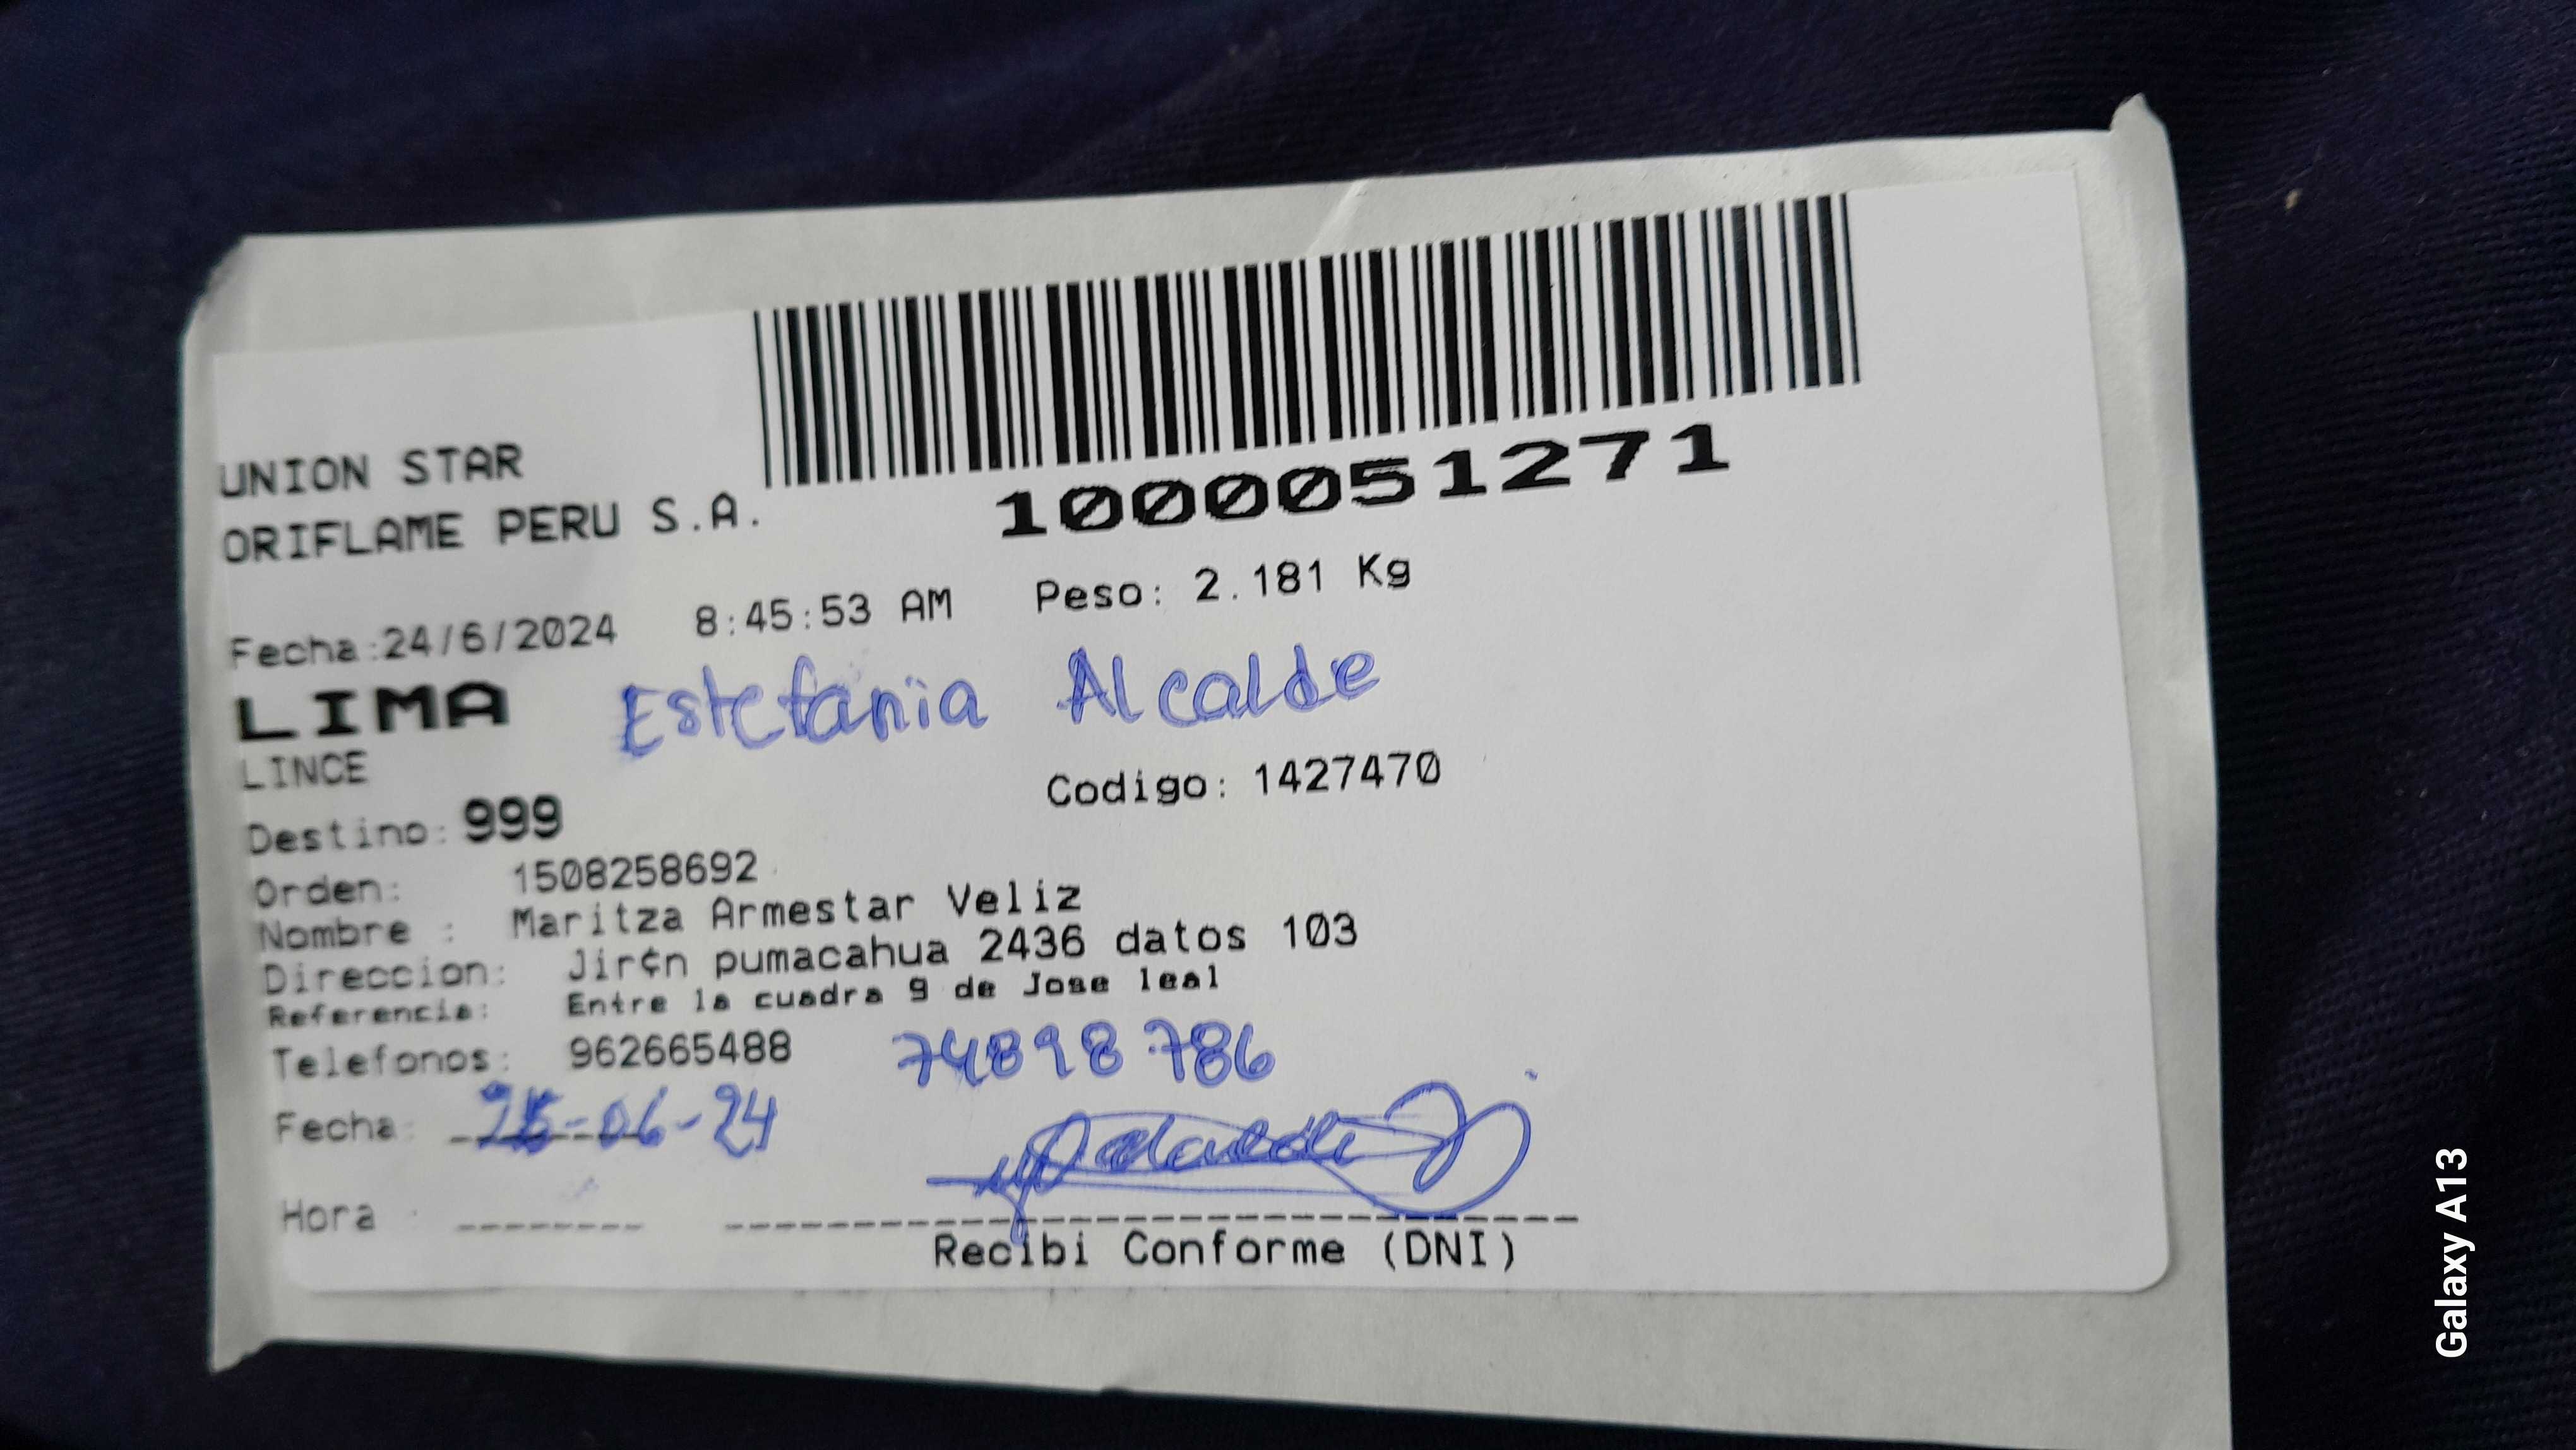 UNION STAR
ORIFLAME PERU S.A.
1000051271
Fecha:24/6/2024 8:45:53 AM Peso: 2.181 Kg
LIMA Estefania Alcalde
LINCE
Codigo: 1427470
Destino: 999
Orden: 1508258692
Nombre : Maritza Armestar Veliz
Direccion: Jir¢n pumacahua 2436 datos 103
Referencia: Entre la cuadra 9 de Jose leal
Telefonos: 962665488 74898786
Fecha: 25-06-24
Hora :
Recibi Conforme (DNI)
Galaxy A13